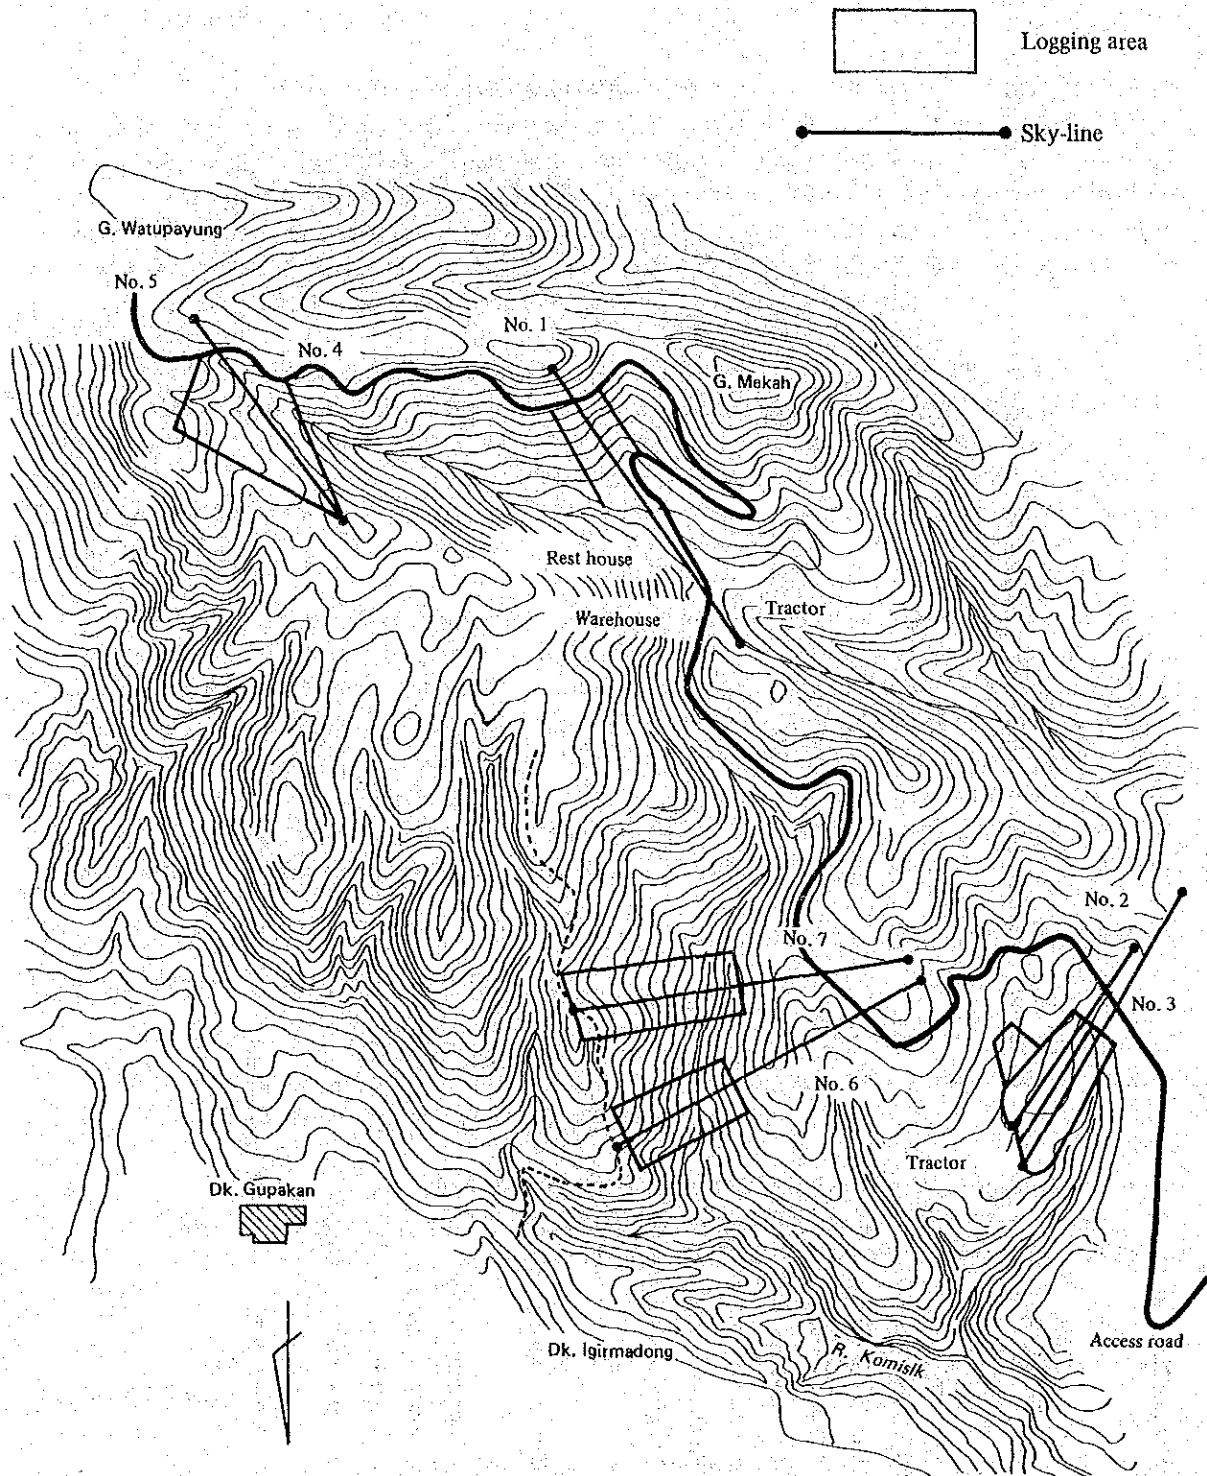 Logging area
Sky-line
G. Watupayung
No. 5
No. 1
No. 4
G. Mekah
Rest house
Tractor
Warehouse
No. 2
No. 7
No. 3
No. 6
Tractor
Dk. Gupakan
Access road
Dk. Igirmadong
R. Komisik